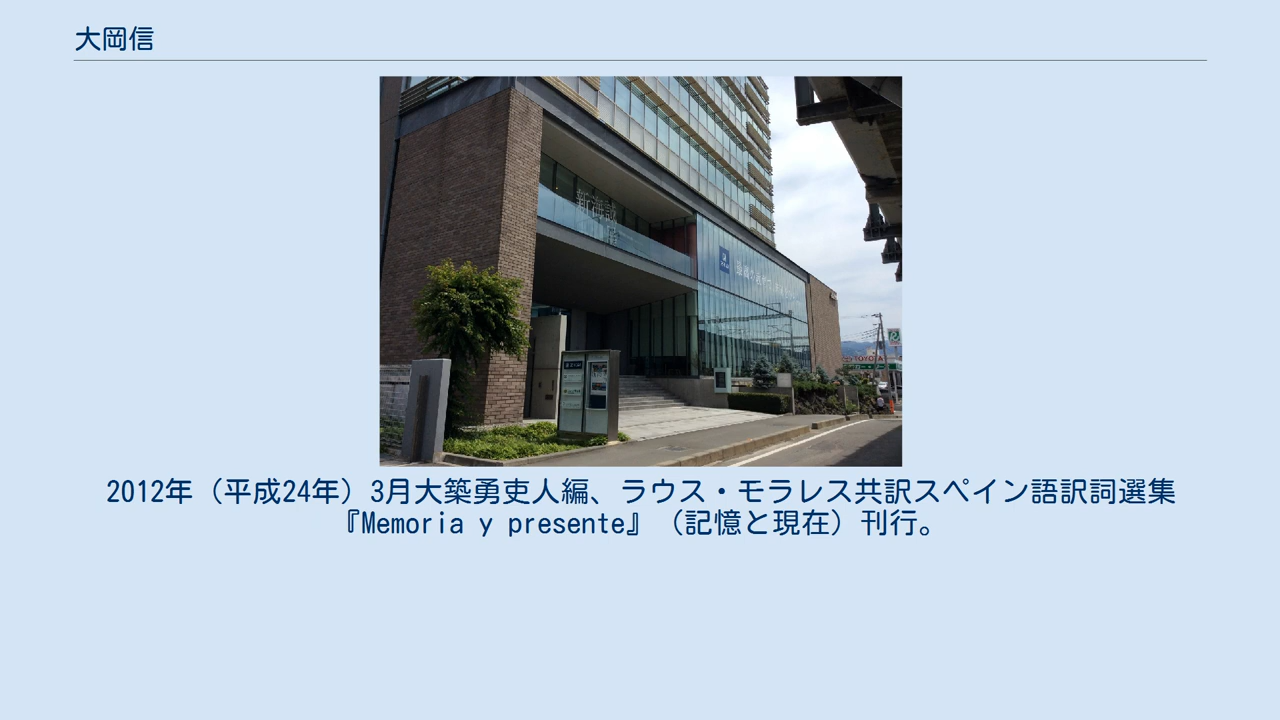 大岡信
TOYOTA
2012年（平成24年）3月大築勇吏人編、ラウス・モラレス共訳スペイン語訳詞選集
『Memoria y presente』（記憶と現在）刊行。